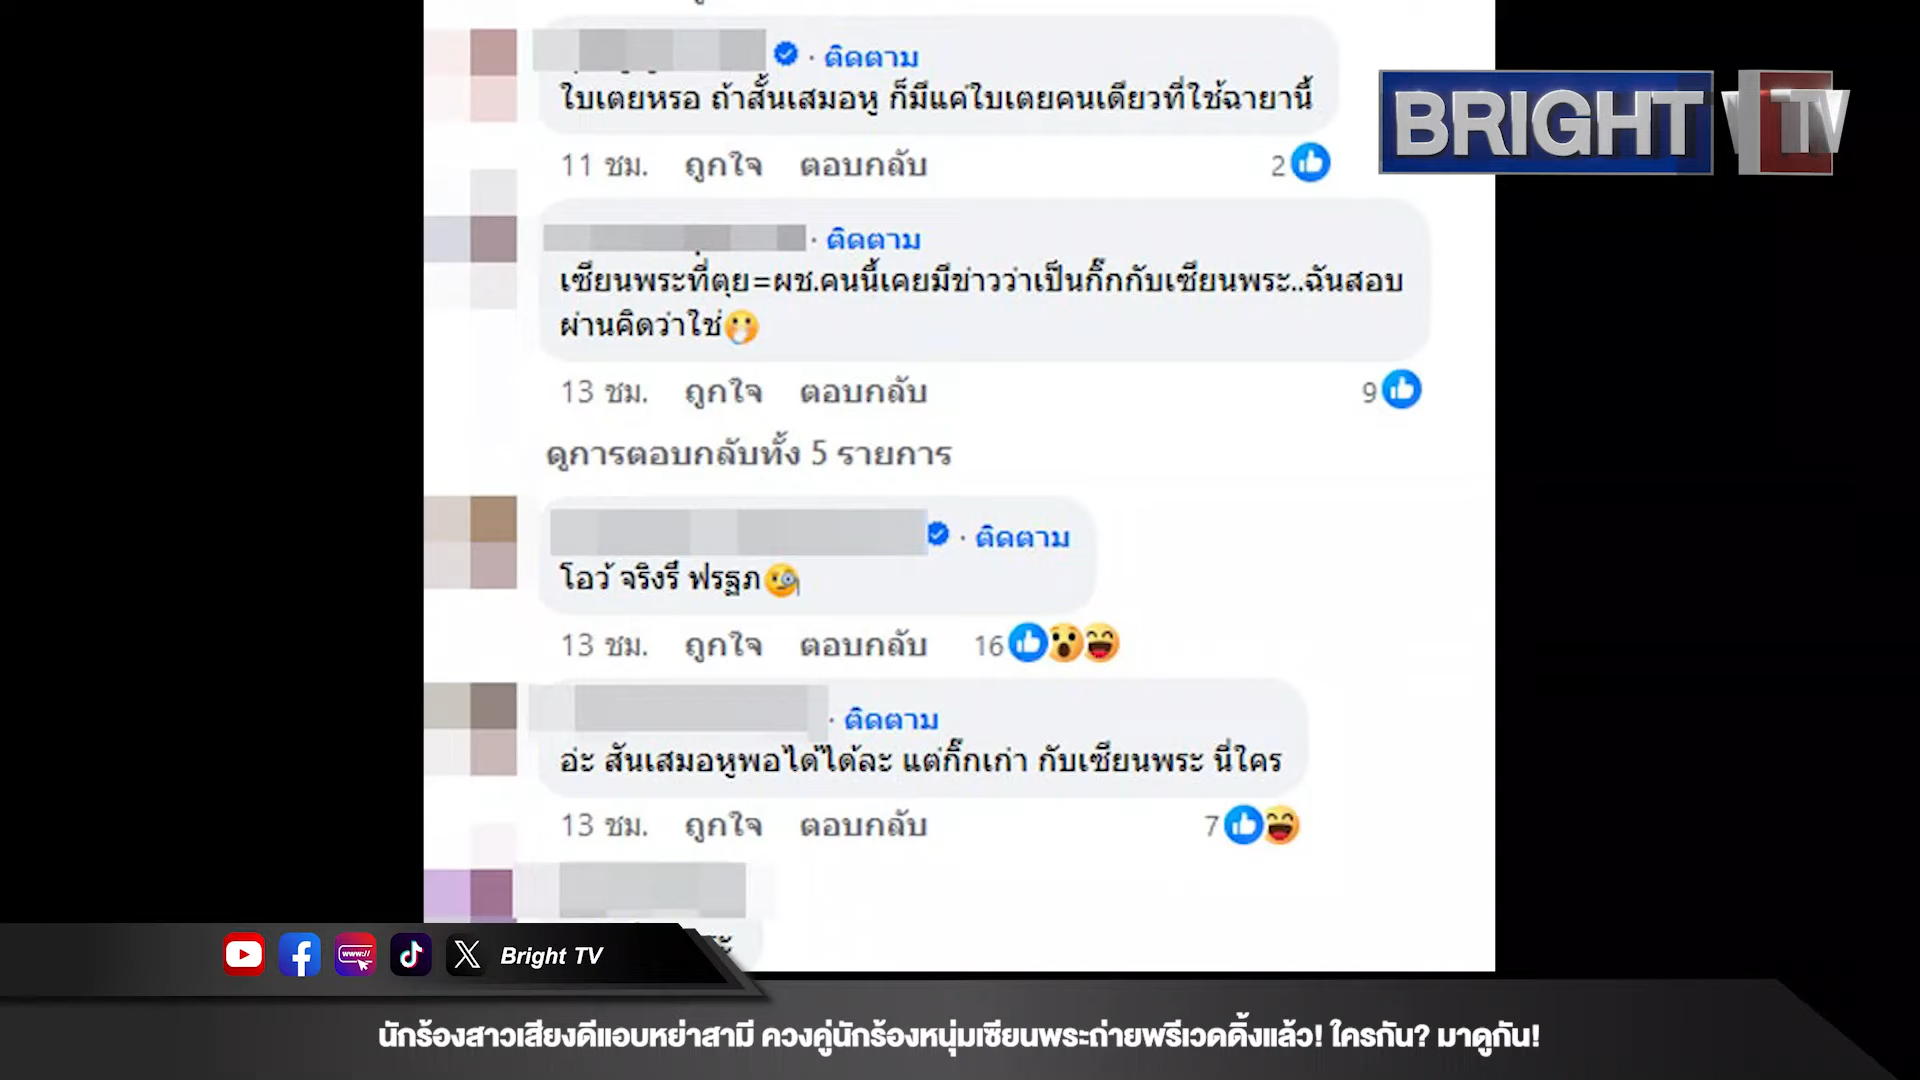 · ติดตาม
ใบเตยหรอ ถ้าสั้นเสมอหู ก็มีแค่ใบเตยคนเดียวที่ใช้ฉายานี้
11 ชม. ถูกใจ ตอบกลับ 2
BRIGHT TV
· ติดตาม
เซียนพระที่ตุย=ผช.คนนี้เคยมีข่าวว่าเป็นกิ๊กกับเซียนพระ..ฉันสอบ
ผ่านคิดว่าใช่🫢
13 ชม. ถูกใจ ตอบกลับ 9
ดูการตอบกลับทั้ง 5 รายการ
· ติดตาม
โอว้ จริงรึ ฟรฐภ🧐
13 ชม. ถูกใจ ตอบกลับ 16
· ติดตาม
อ่ะ สั้นเสมอหูพอได้ได้ละ แต่กิ๊กเก่า กับเซียนพระ นี่ใคร
13 ชม. ถูกใจ ตอบกลับ 7
www://
Bright TV
นักร้องสาวเสียงดีแอบหย่าสามี ควงคู่นักร้องหนุ่มเซียนพระถ่ายพรีเวดดิ้งแล้ว! ใครกัน? มาดูกัน!